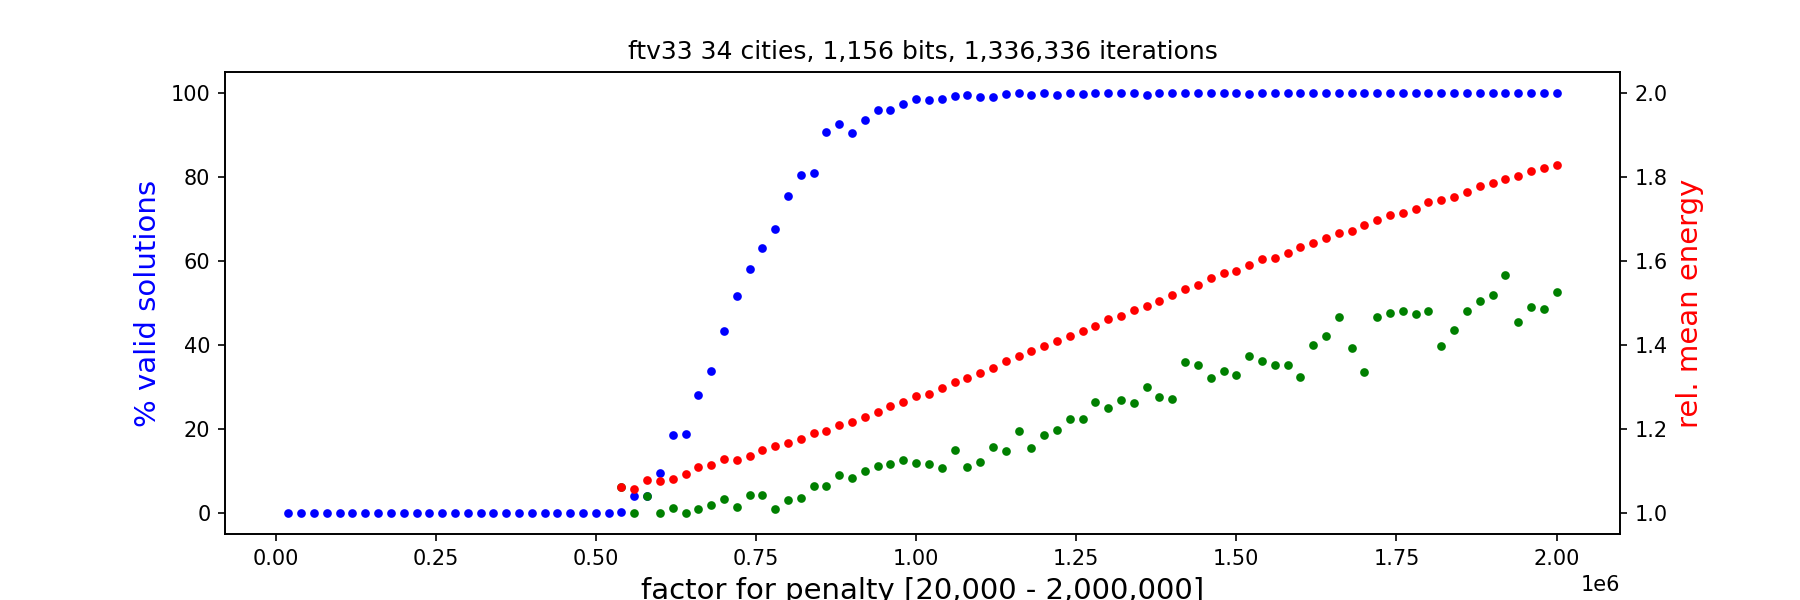 ftv33 34 cities, 1,156 bits, 1,336,336 iterations
100
80
60
40
20
0
% valid solutions
2.0
1.8
1.6
1.4
1.2
1.0
rel. mean energy
0.00 0.25 0.50 0.75 1.00 1.25 1.50 1.75 2.00
1e6
factor for penalty [20,000 - 2,000,000]